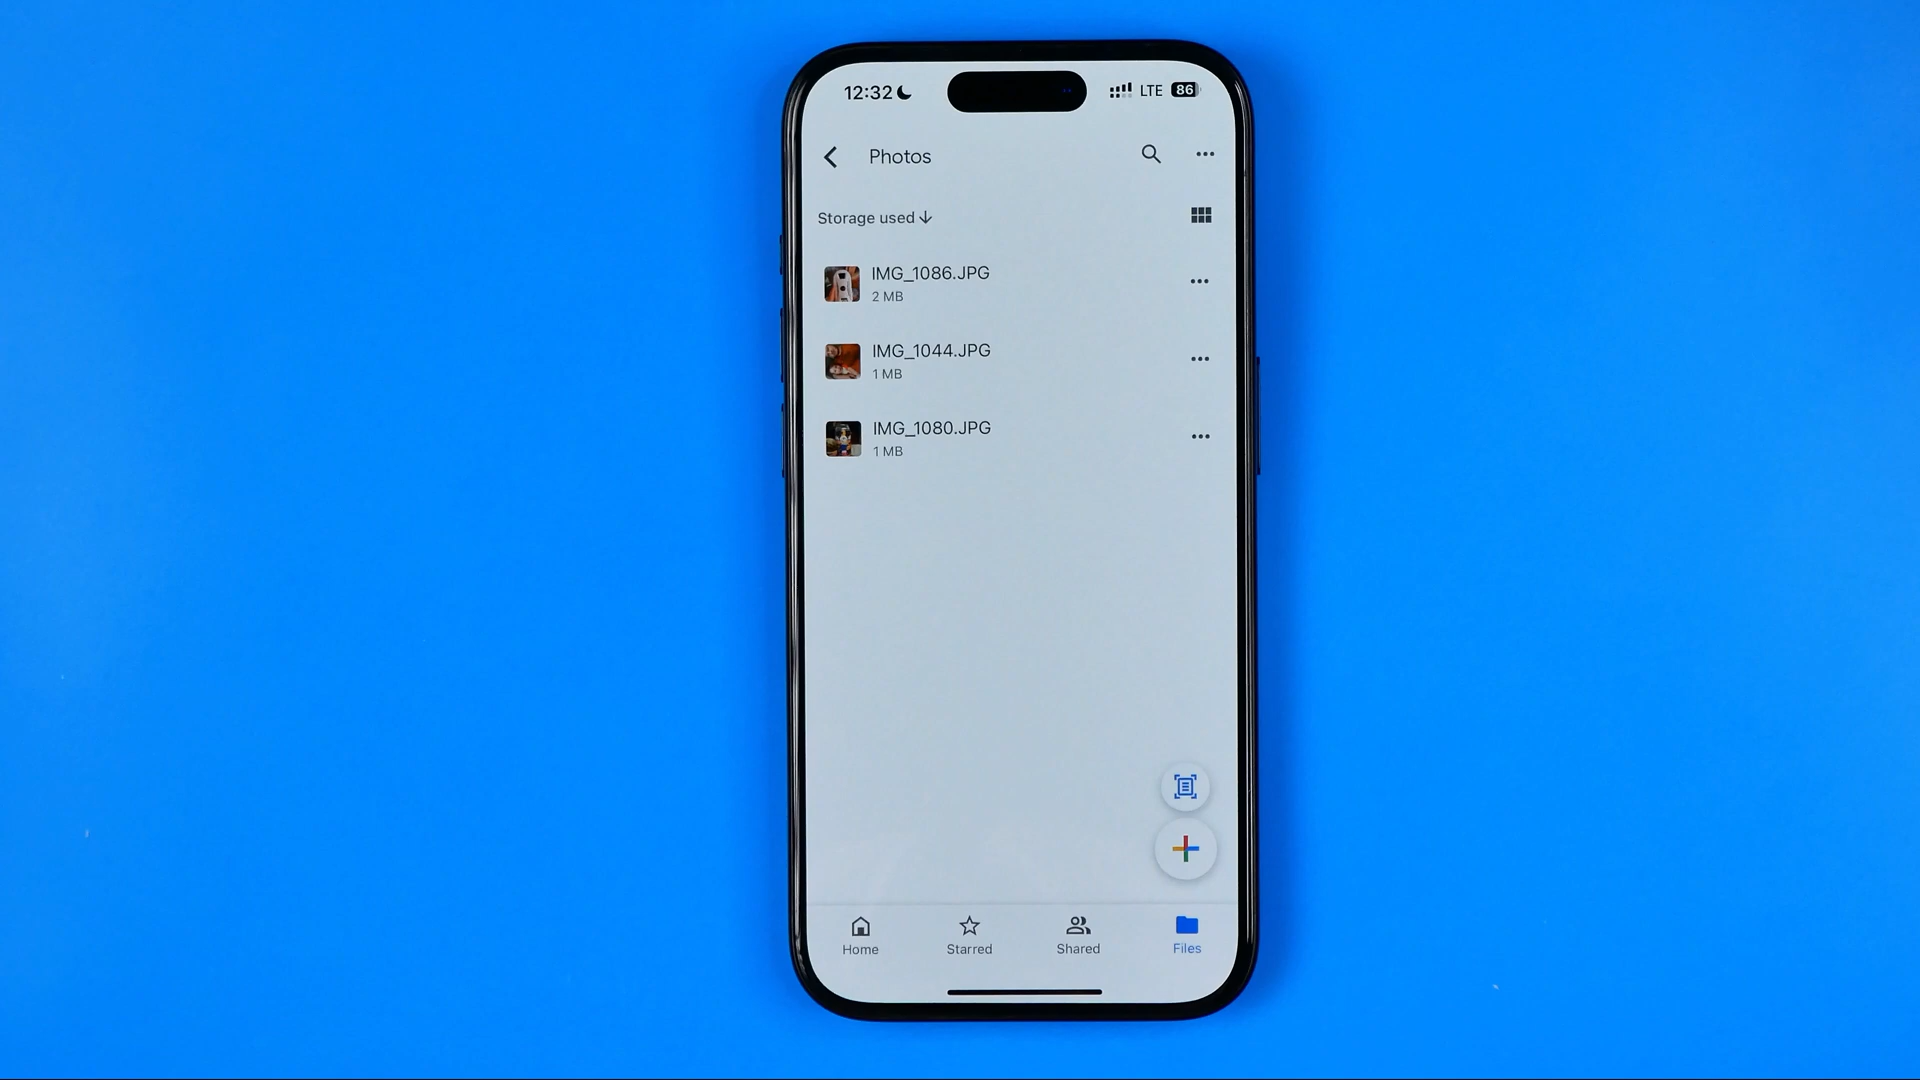 12:32 LTE 86
Photos
Storage used
IMG_1086.JPG
2 MB
IMG_1044.JPG
1 MB
IMG_1080.JPG
1 MB
Home Starred Shared Files